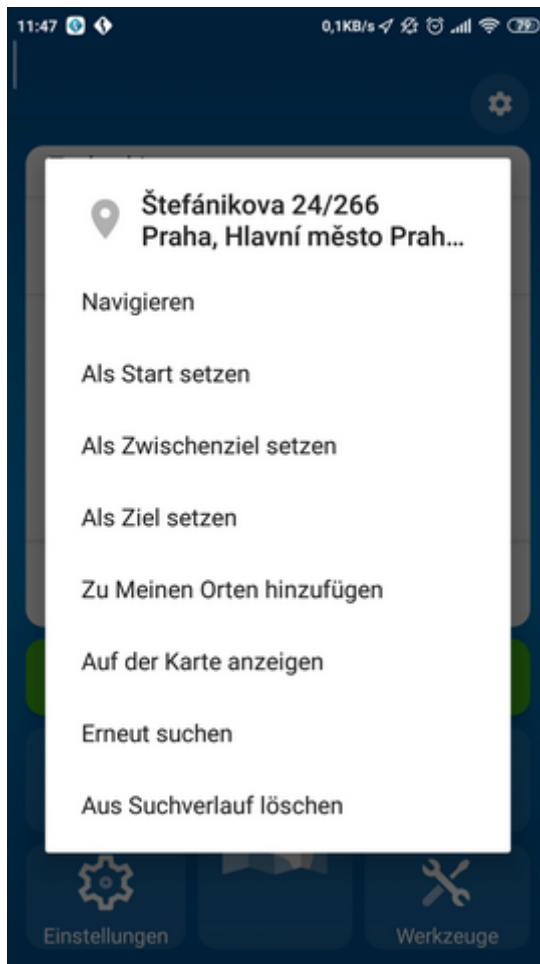 11:47 0,1KB/s 79
Štefánikova 24/266
Praha, Hlavní město Prah...
Navigieren
Als Start setzen
Als Zwischenziel setzen
Als Ziel setzen
Zu Meinen Orten hinzufügen
Auf der Karte anzeigen
Erneut suchen
Aus Suchverlauf löschen
Einstellungen Werkzeuge